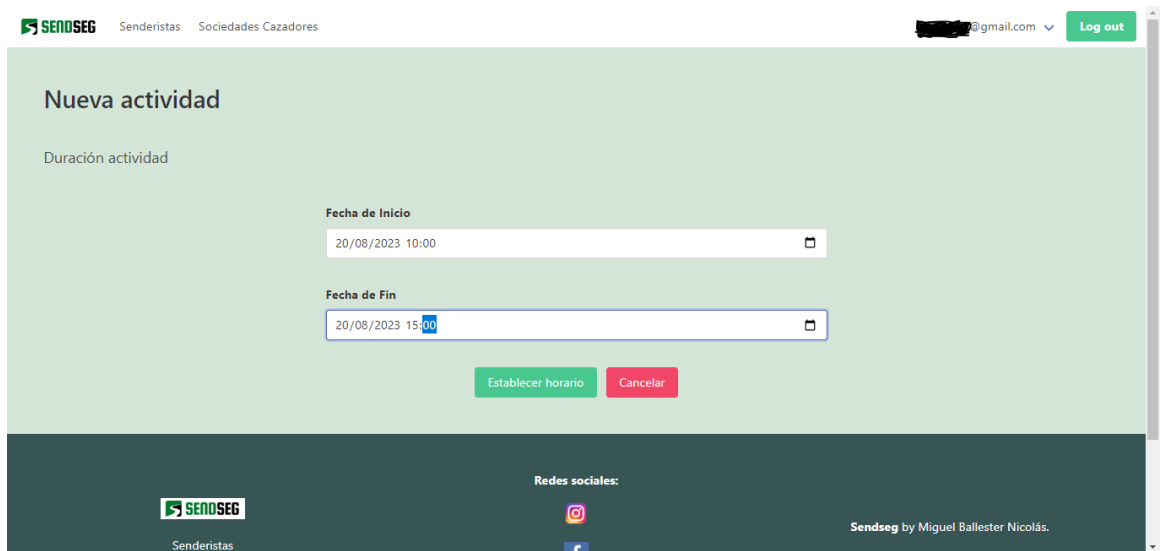 SENDSEG Senderistas Sociedades Cazadores @gmail.com Log out
Nueva actividad
Duración actividad
Fecha de Inicio
20/08/2023 10:00
Fecha de Fin
20/08/2023 15:00
Establecer horario Cancelar
Redes sociales:
SENDSEG
Sendseg by Miguel Ballester Nicolás.
Senderistas